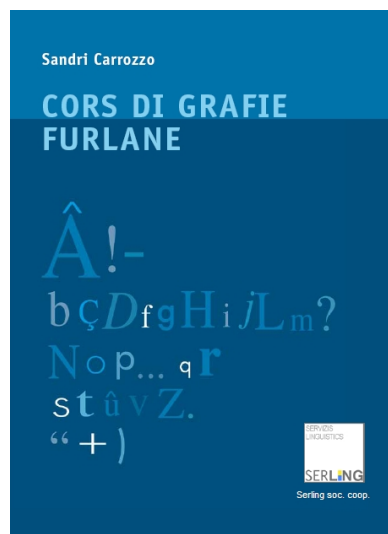 Sandri Carrozzo
CORS DI GRAFIE
FURLANE
Â!-
bçDfgHijLm?
Nop... qr
stûvZ.
“+)
SERVIZIS
LINGUISTICS
SERLING
Serling soc. coop.